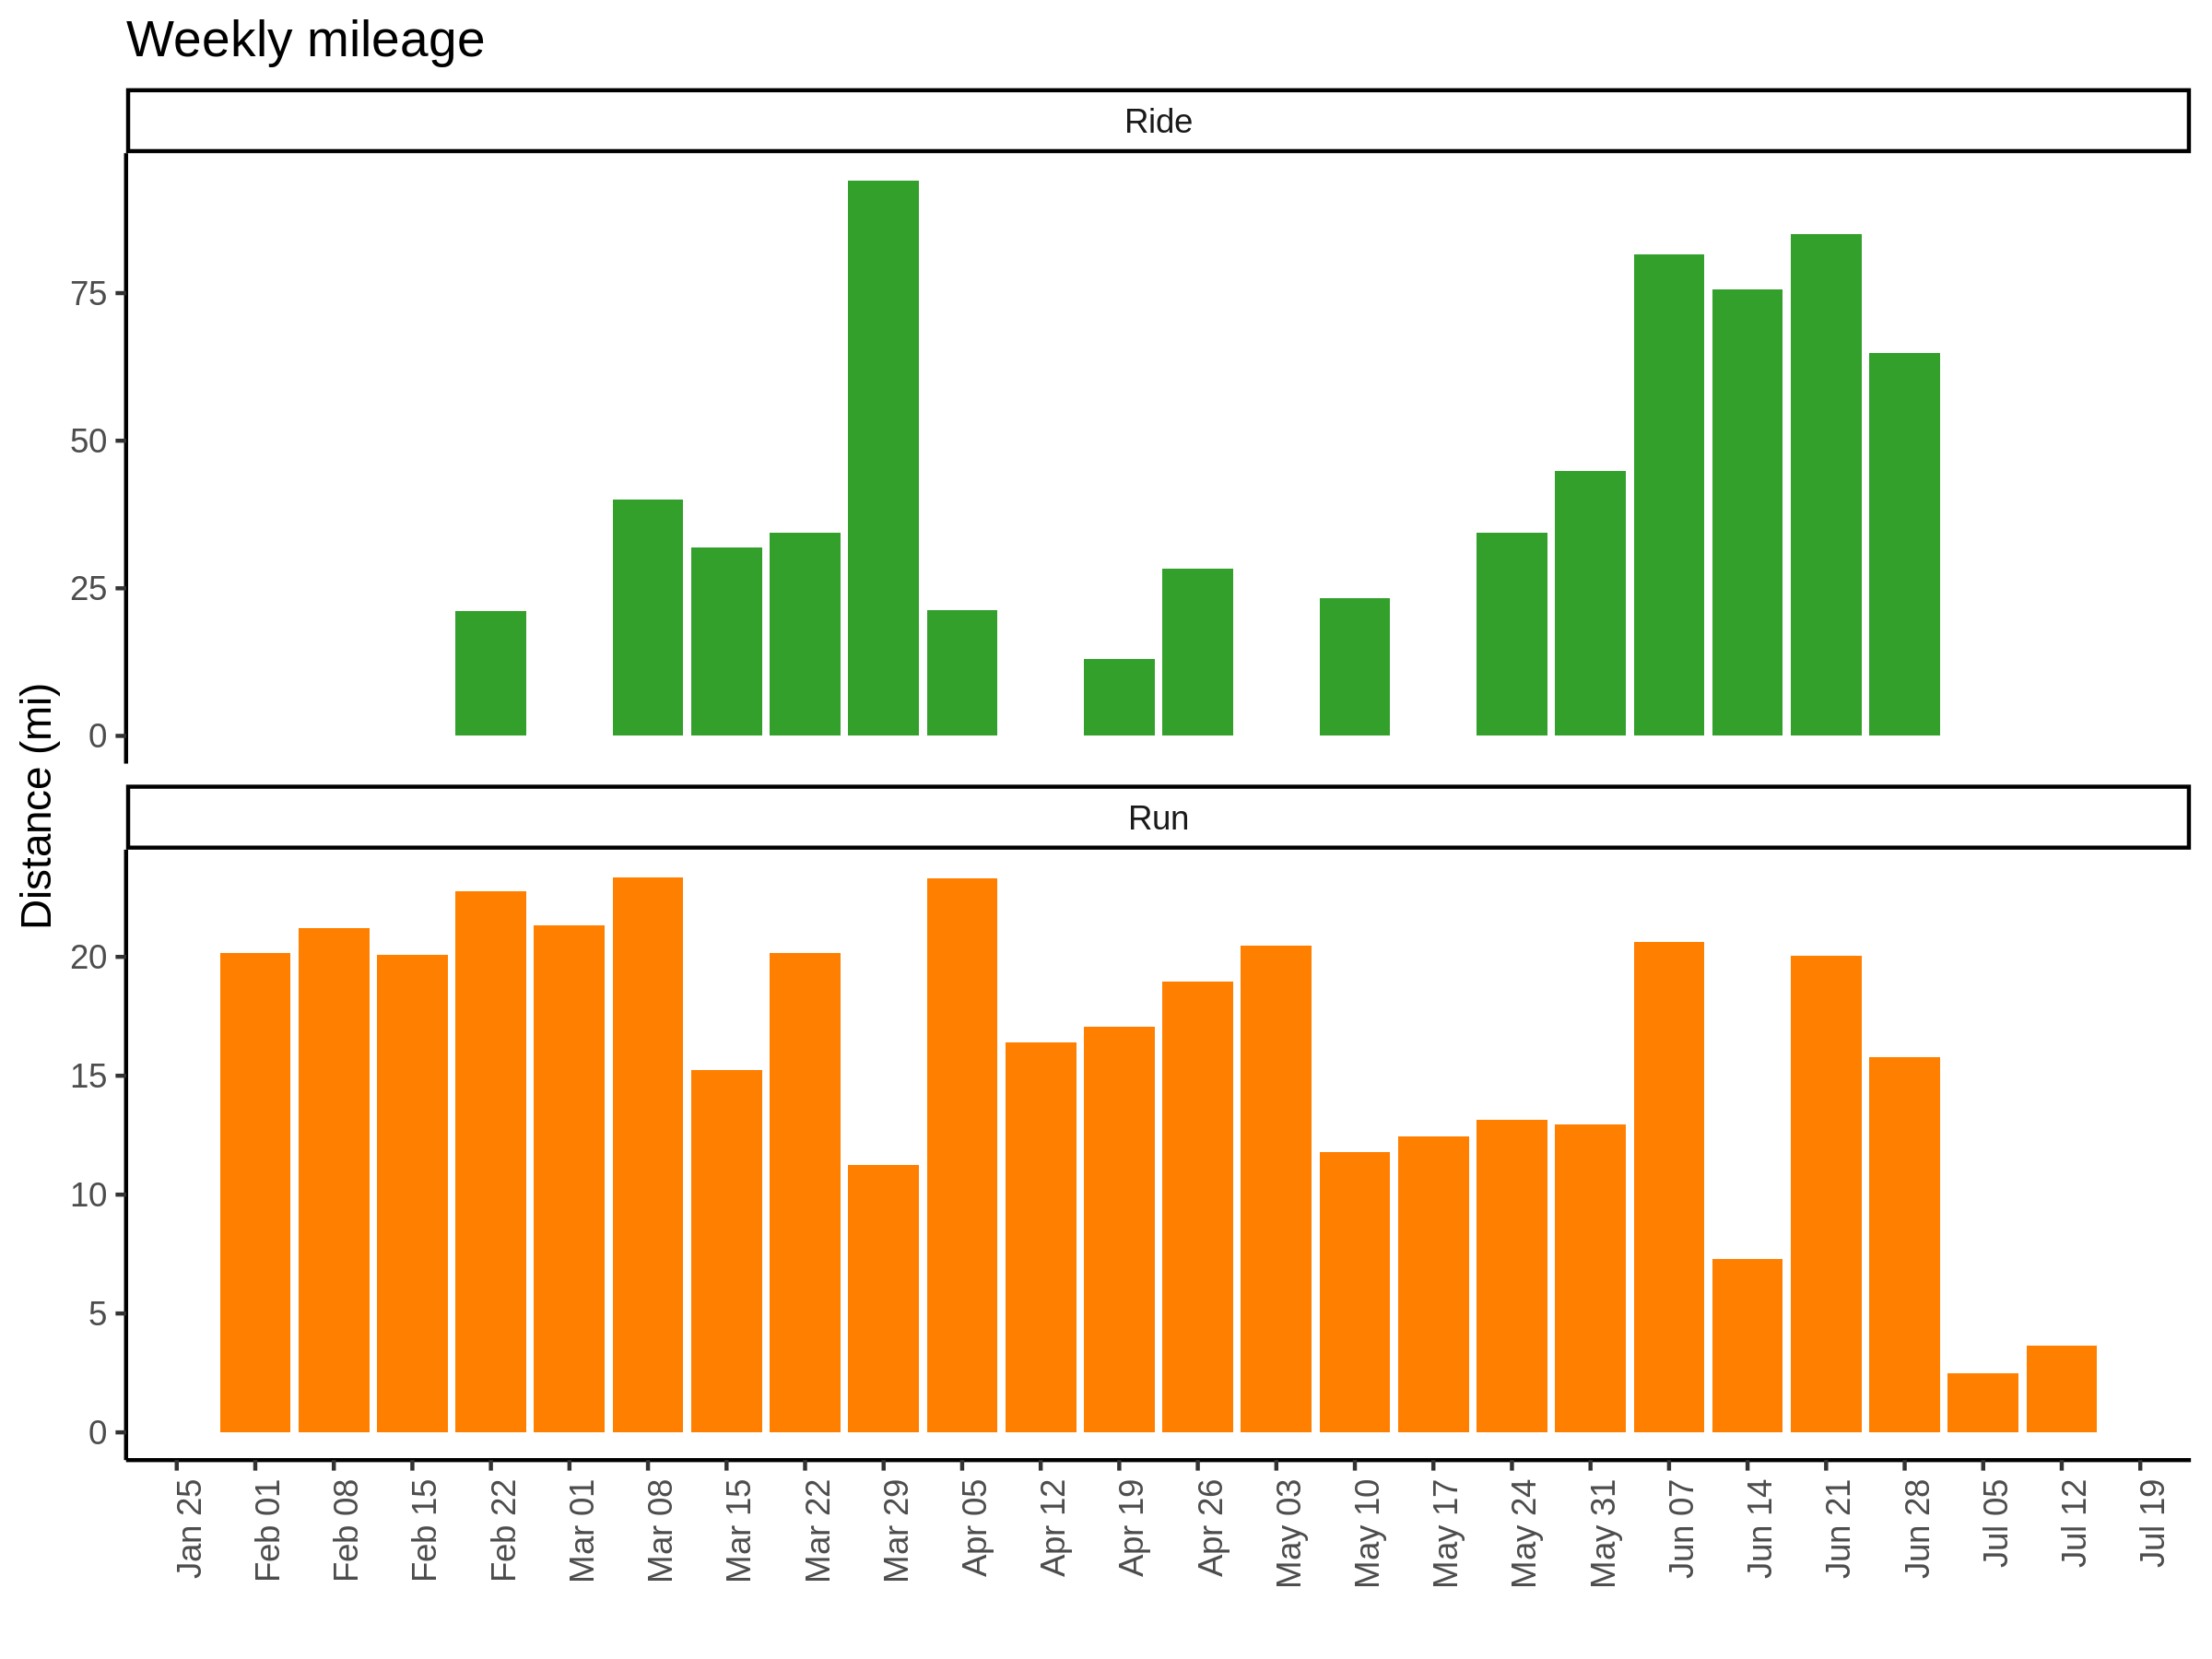 Weekly mileage
Ride
75
50
25
0
Distance (mi)
Run
20
15
10
5
0
Jan 25
Feb 01
Feb 08
Feb 15
Feb 22
Mar 01
Mar 08
Mar 15
Mar 22
Mar 29
Apr 05
Apr 12
Apr 19
Apr 26
May 03
May 10
May 17
May 24
May 31
Jun 07
Jun 14
Jun 21
Jun 28
Jul 05
Jul 12
Jul 19